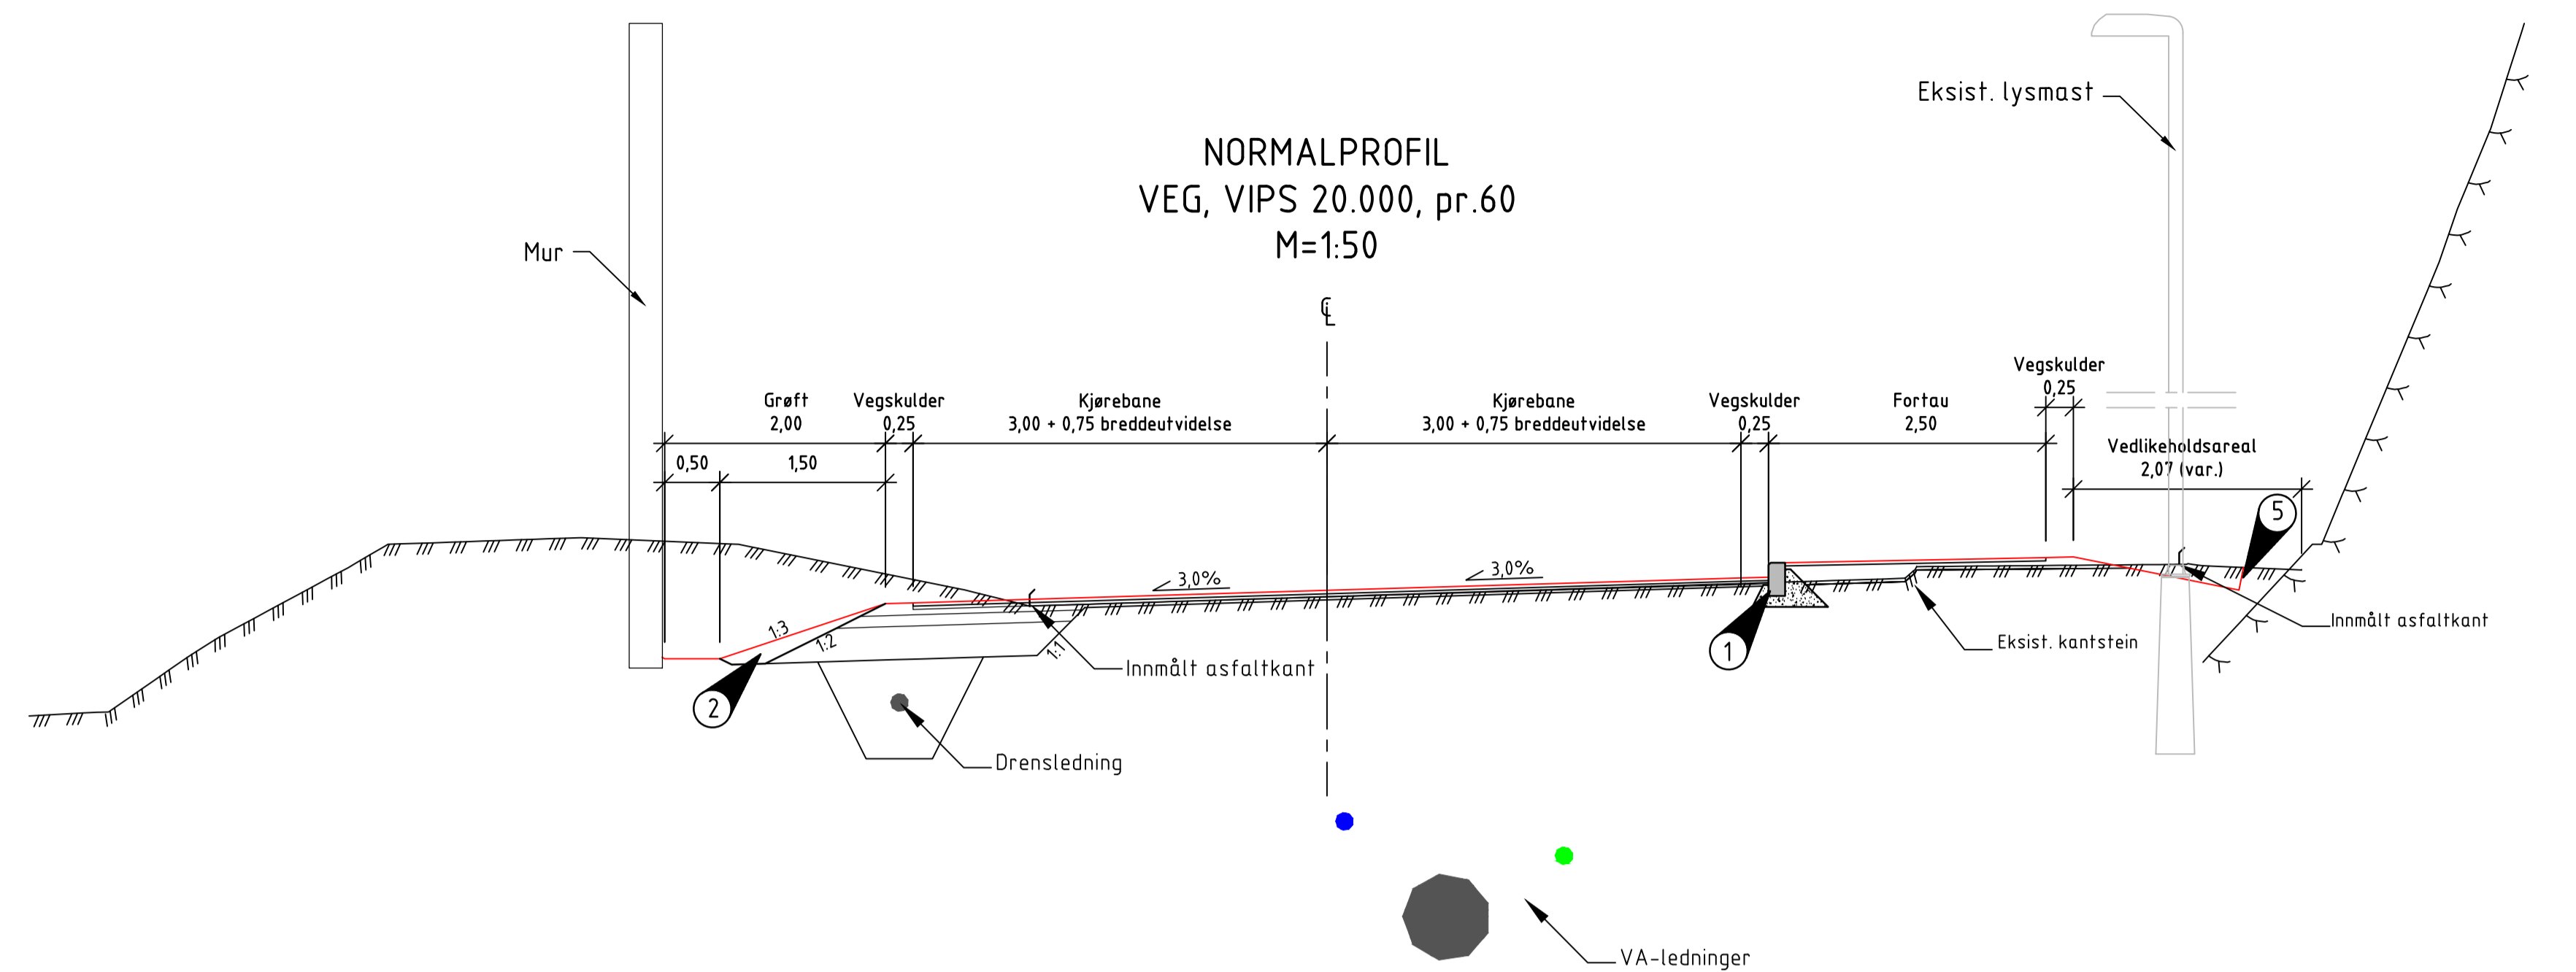 Eksist. lysmast
NORMALPROFIL
VEG, VIPS 20.000, pr.60
M=1:50
Mur
℄
Vegskulder
0,25
Grøft
2,00
Vegskulder
0,25
Kjørebane
3,00 + 0,75 breddeutvidelse
Kjørebane
3,00 + 0,75 breddeutvidelse
Vegskulder
0,25
Fortau
2,50
Vedlikeholdsareal
2,07 (var.)
0,50
1,50
5
3,0%
3,0%
1:3
1:2
1:1
Innmålt asfaltkant
1
Eksist. kantstein
Innmålt asfaltkant
2
Drensledning
VA-ledninger